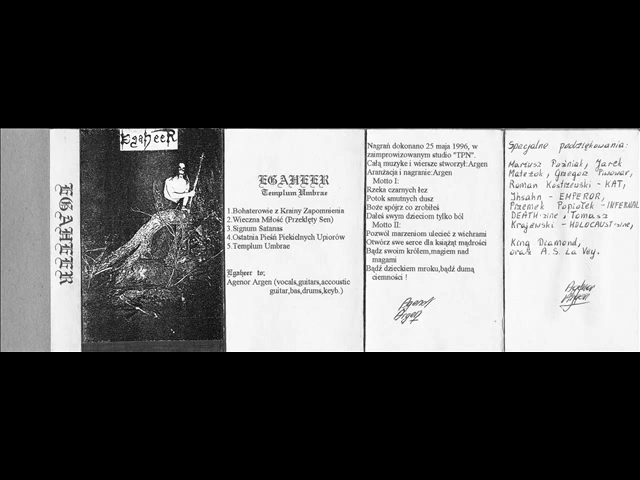 EGAHEER
EgaHeeR
EGAHEER
Templum Umbrae
1.Bohaterowie z Krainy Zapomnienia
2.Wieczna Miłość (Przeklęty Sen)
3.Signum Satanas
4.Ostatnia Pieśń Piekielnych Upiorów
5.Templum Umbrae
Egaheer to;
Agenor Argen (vocals,guitars,accoustic
guitar,bas,drums,keyb.)
Nagrań dokonano 25 maja 1996, w
zaimprowizowanym studio "TPN".
Całą muzykę i wiersze stworzył:Argen
Aranżacja i nagranie:Argen
Motto I:
Rzeka czarnych łez
Potok smutnych dusz
Boże spójrz co zrobiłeś
Dałeś swym dzieciom tylko ból
Motto II:
Pozwól marzeniom ulecieć z wichrami
Otwórz swe serce dla książąt mądrości
Bądź swoim królem,magiem nad
magami
Bądź dzieckiem mroku,bądź dumą
ciemności !
Agenor
Argen
Specjalne podziękowania:
Mariusz Puźniak, Jarek
Grzegorz
Roman Kostrzewski - KAT,
Ihsahn - EMPEROR,
Przemek Popiołek - INFERNAL
DEATH-zine, Tomasz
Krajewski - HOLOCAUST-zine,
King Diamond,
oraz A.S. La Vey.
Agenor
Argen